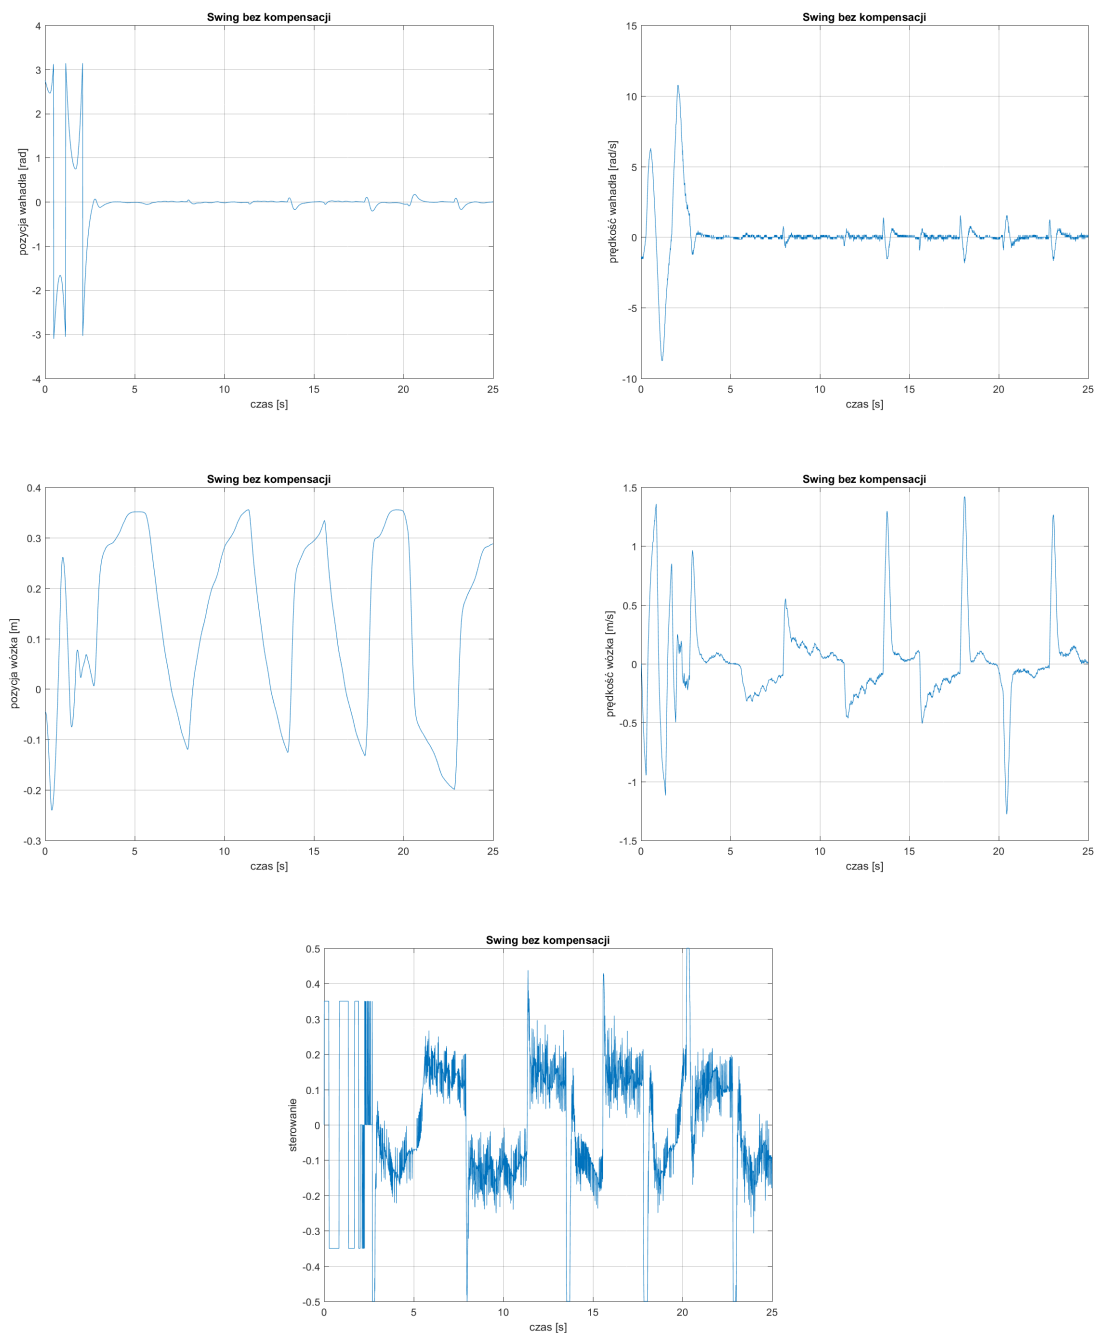 Swing bez kompensacji
4
3
2
1
0
-1
-2
-3
-4
0 5 10 15 20 25
pozycja wahadła [rad]
czas [s]
Swing bez kompensacji
15
10
5
0
-5
-10
0 5 10 15 20 25
prędkość wahadła [rad/s]
czas [s]
Swing bez kompensacji
0.4
0.3
0.2
0.1
0
-0.1
-0.2
-0.3
0 5 10 15 20 25
pozycja wózka [m]
czas [s]
Swing bez kompensacji
1.5
1
0.5
0
-0.5
-1
-1.5
0 5 10 15 20 25
prędkość wózka [m/s]
czas [s]
Swing bez kompensacji
0.5
0.4
0.3
0.2
0.1
0
-0.1
-0.2
-0.3
-0.4
-0.5
0 5 10 15 20 25
sterowanie
czas [s]